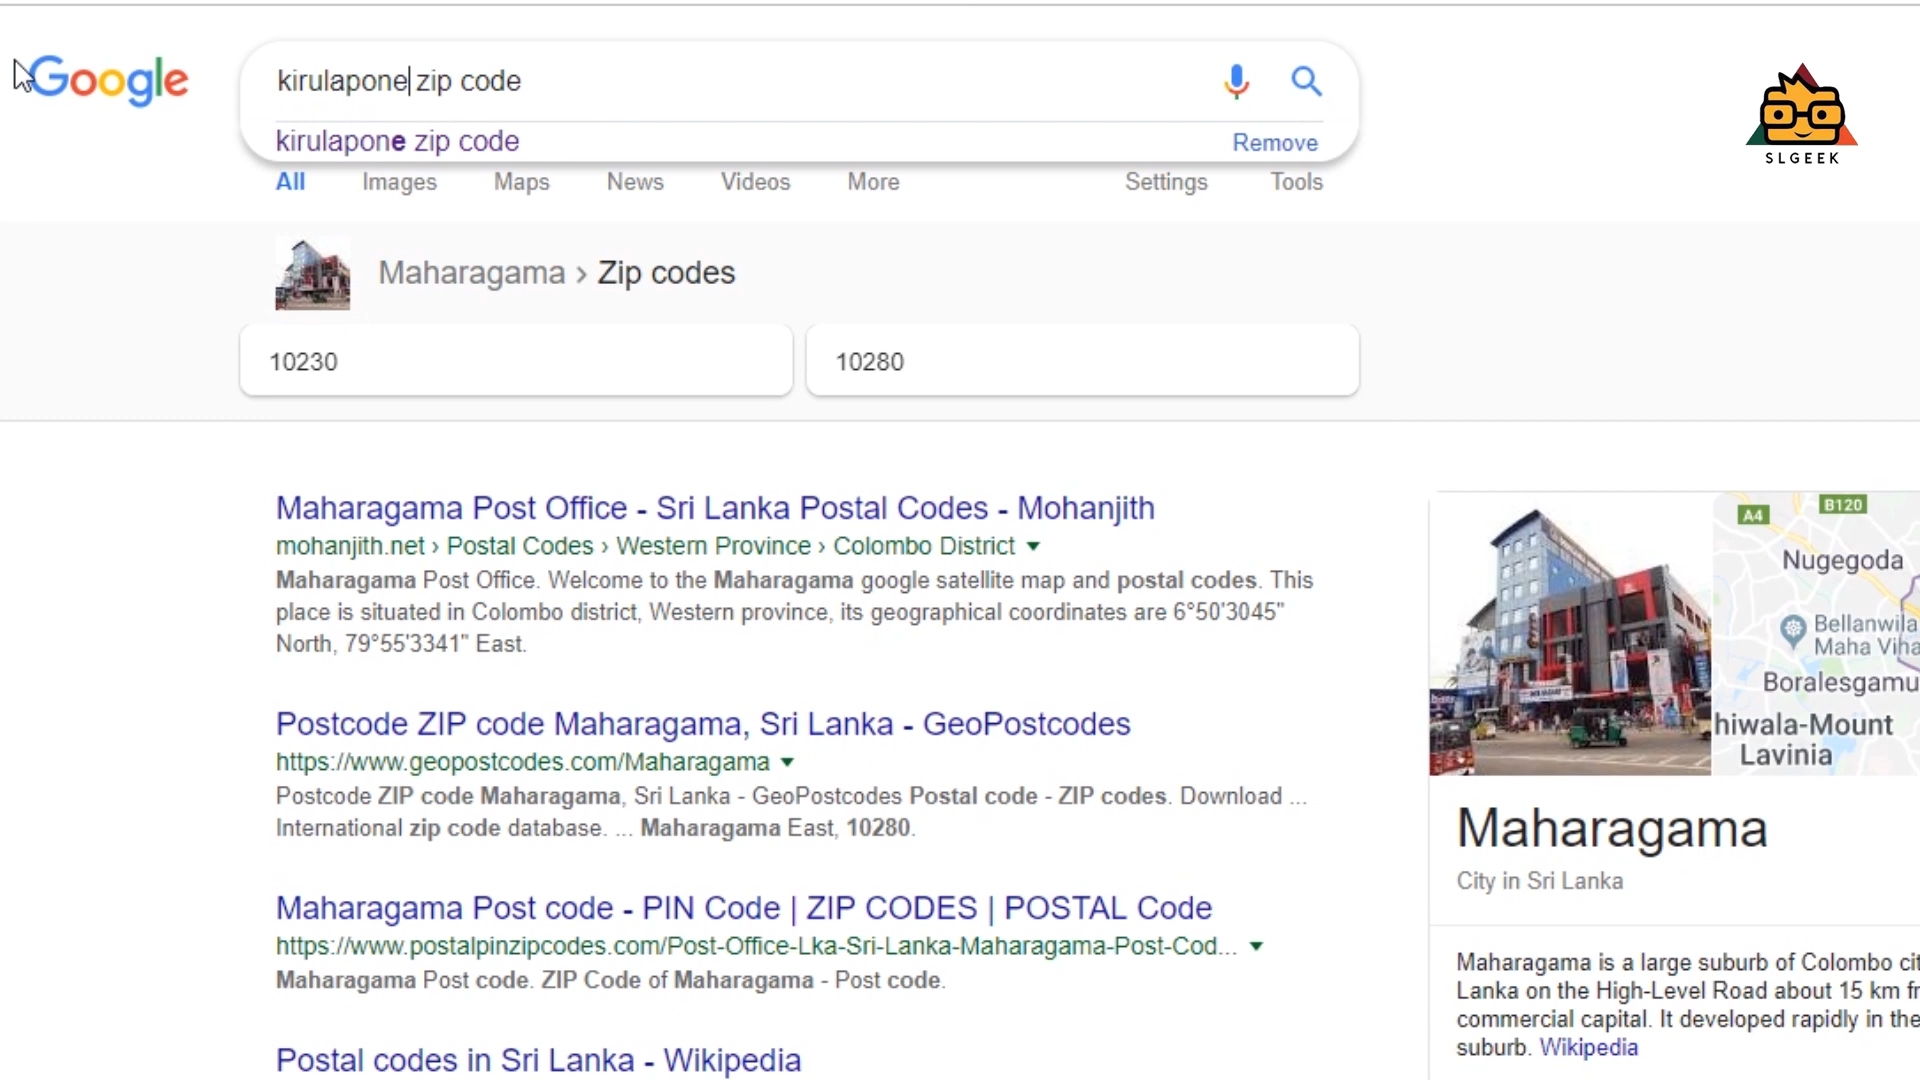 Google
kirulapone zip code
kirulapone zip code
Remove
SLGEEK
All Images Maps News Videos More Settings Tools
Maharagama › Zip codes
10230
10280
Maharagama Post Office - Sri Lanka Postal Codes - Mohanjith
mohanjith.net › Postal Codes › Western Province › Colombo District
Maharagama Post Office. Welcome to the Maharagama google satellite map and postal codes. This
place is situated in Colombo district, Western province, its geographical coordinates are 6°50'3045"
North, 79°55'3341" East.
Postcode ZIP code Maharagama, Sri Lanka - GeoPostcodes
https://www.geopostcodes.com/Maharagama
Postcode ZIP code Maharagama, Sri Lanka - GeoPostcodes Postal code - ZIP codes. Download ...
International zip code database. ... Maharagama East, 10280.
Maharagama Post code - PIN Code | ZIP CODES | POSTAL Code
https://www.postalpinzipcodes.com/Post-Office-Lka-Sri-Lanka-Maharagama-Post-Cod...
Maharagama Post code. ZIP Code of Maharagama - Post code.
Postal codes in Sri Lanka - Wikipedia
A4
B120
Nugegoda
Bellanwila
Maha Viha
Boralesgamu
hiwala-Mount
Lavinia
Maharagama
City in Sri Lanka
Maharagama is a large suburb of Colombo cit
Lanka on the High-Level Road about 15 km fr
commercial capital. It developed rapidly in the
suburb. Wikipedia